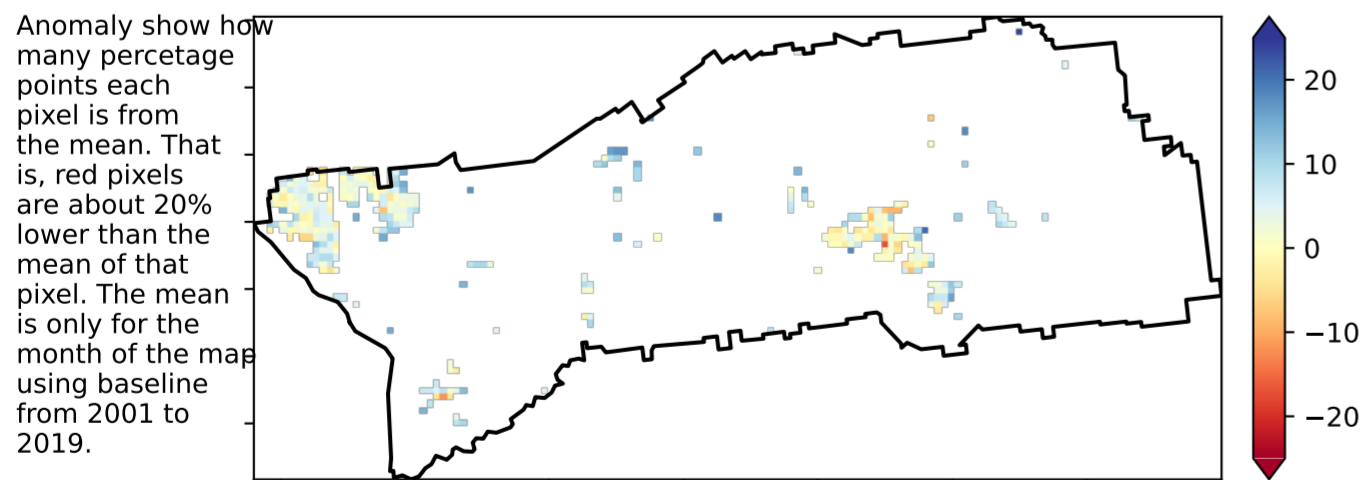 Anomaly show how
many percetage
points each
pixel is from
the mean. That
is, red pixels
are about 20%
lower than the
mean of that
pixel. The mean
is only for the
month of the map
using baseline
from 2001 to
2019.
20
10
0
−10
−20